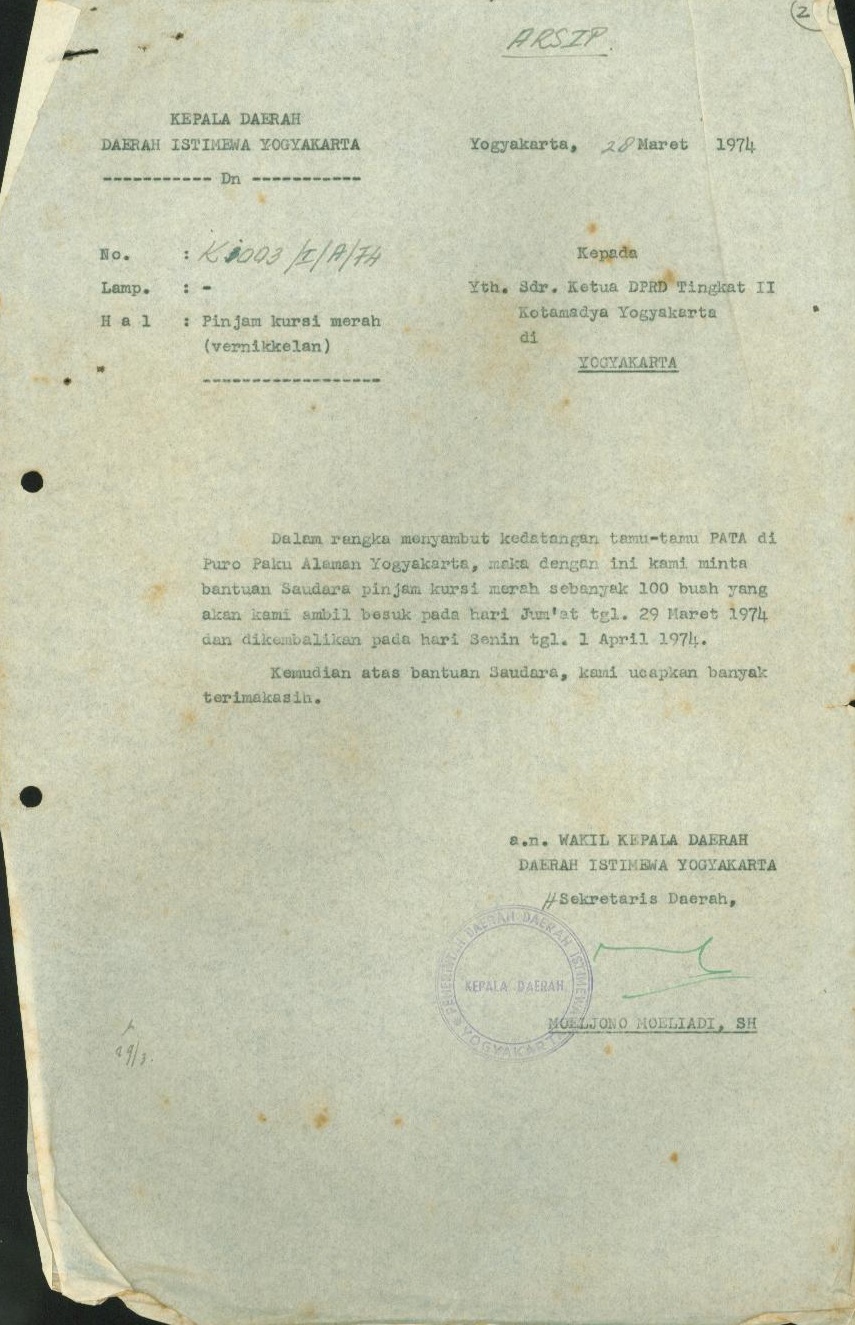 2
ARSIP.
KEPALA DAERAH
DAERAH ISTIMEWA YOGYAKARTA
----------- Dn -----------
Yogyakarta, 28 Maret 1974
No. : K /I/A/74
Lamp. : -
H a l : Pinjam kursi merah
(vernikkelan)
------------------
Kepada
Yth. Sdr. Ketua DPRD Tingkat II
Kotamadya Yogyakarta
di
YOGYAKARTA
Dalam rangka menyambut kedatangan tamu-tamu PATA di
Puro Paku Alaman Yogyakarta, maka dengan ini kami minta
bantuan Saudara pinjam kursi merah sebanyak 100 buah yang
akan kami ambil besuk pada hari Jum'at tgl. 29 Maret 1974
dan dikembalikan pada hari Senin tgl. 1 April 1974.
Kemudian atas bantuan Saudara, kami ucapkan banyak
terimakasih.
a.n. WAKIL KEPALA DAERAH
DAERAH ISTIMEWA YOGYAKARTA
Sekretaris Daerah,
PEMERINTAH DAERAH DAERAH ISTIMEWA
KEPALA DAERAH
YOGYAKARTA
MOELJONO MOELIADI, SH
29/3.